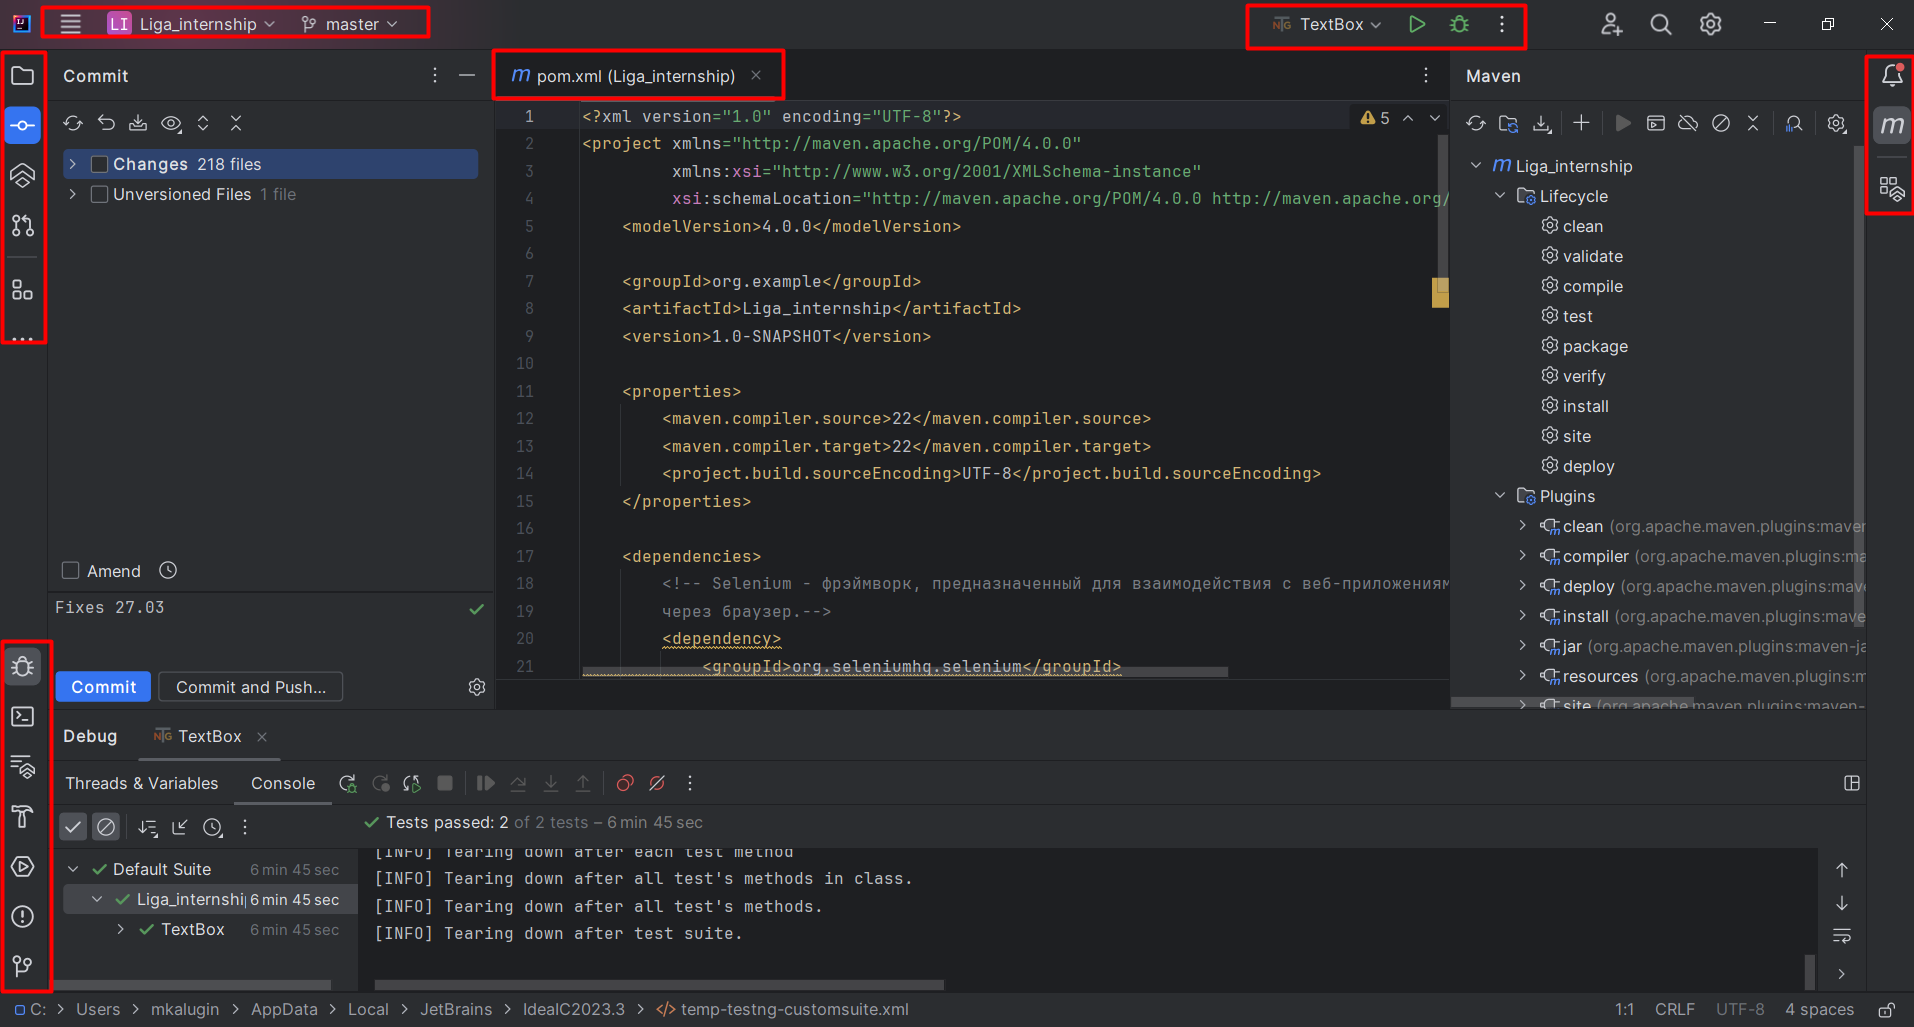 LI Liga_internship master TextBox
Commit
m pom.xml (Liga_internship)
Maven
Changes 218 files
Unversioned Files 1 file
Amend
Fixes 27.03
Commit Commit and Push...
5
1 <?xml version="1.0" encoding="UTF-8"?>
2 <project xmlns="http://maven.apache.org/POM/4.0.0"
3 xmlns:xsi="http://www.w3.org/2001/XMLSchema-instance"
4 xsi:schemaLocation="http://maven.apache.org/POM/4.0.0 http://maven.apache.org/
5 <modelVersion>4.0.0</modelVersion>
6
7 <groupId>org.example</groupId>
8 <artifactId>Liga_internship</artifactId>
9 <version>1.0-SNAPSHOT</version>
10
11 <properties>
12 <maven.compiler.source>22</maven.compiler.source>
13 <maven.compiler.target>22</maven.compiler.target>
14 <project.build.sourceEncoding>UTF-8</project.build.sourceEncoding>
15 </properties>
16
17 <dependencies>
18 <!-- Selenium - фрэймворк, предназначенный для взаимодействия с веб-приложениям
19 через браузер.-->
20 <dependency>
21 <groupId>org.seleniumhq.selenium</groupId>
m Liga_internship
Lifecycle
clean
validate
compile
test
package
verify
install
site
deploy
Plugins
clean (org.apache.maven.plugins:maver
compiler (org.apache.maven.plugins:ma
deploy (org.apache.maven.plugins:mave
install (org.apache.maven.plugins:mave
jar (org.apache.maven.plugins:maven-ja
resources (org.apache.maven.plugins:m
site (org.apache.maven.plugins:maven-
m
Debug TextBox
Threads & Variables Console
Tests passed: 2 of 2 tests – 6 min 45 sec
Default Suite 6 min 45 sec
Liga_internshi 6 min 45 sec
TextBox 6 min 45 sec
[INFO] Tearing down after each test method
[INFO] Tearing down after all test's methods in class.
[INFO] Tearing down after all test's methods.
[INFO] Tearing down after test suite.
C: > Users > mkalugin > AppData > Local > JetBrains > IdeaIC2023.3 > </> temp-testng-customsuite.xml
1:1 CRLF UTF-8 4 spaces